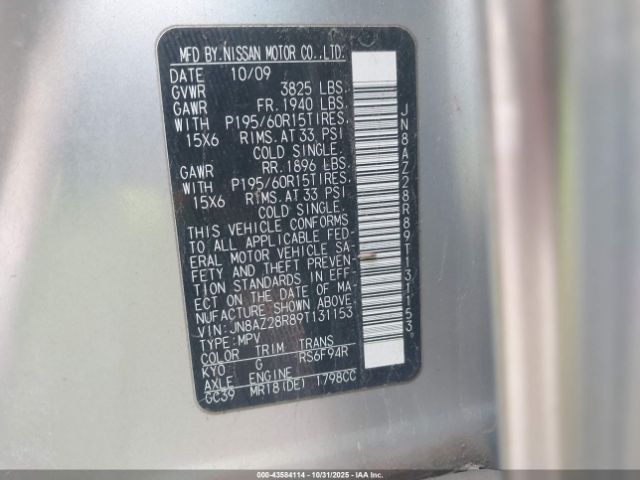 MFD BY. NISSAN MOTOR CO., LTD.
DATE 10/09
GVWR 3825 LBS.
GAWR FR. 1940 LBS.
WITH P195/60R15TIRES.
15X6 RIMS. AT 33 PSI
COLD SINGLE.
GAWR RR. 1896 LBS.
WITH P195/60R15TIRES.
15X6 RIMS. AT 33 PSI
COLD SINGLE.
THIS VEHICLE CONFORMS
TO ALL APPLICABLE FED-
ERAL MOTOR VEHICLE SA-
FETY AND THEFT PREVEN-
TION STANDARDS IN EFF-
ECT ON THE DATE OF MA-
NUFACTURE SHOWN ABOVE.
VIN: JN8AZ28R89T131153
TYPE: MPV
COLOR TRIM TRANS
KYO G RS6F94R
AXLE ENGINE
GC39 MR18(DE) 1798CC
JN8AZ28R89T131153
000-43584114 - 10/31/2025 - IAA Inc.